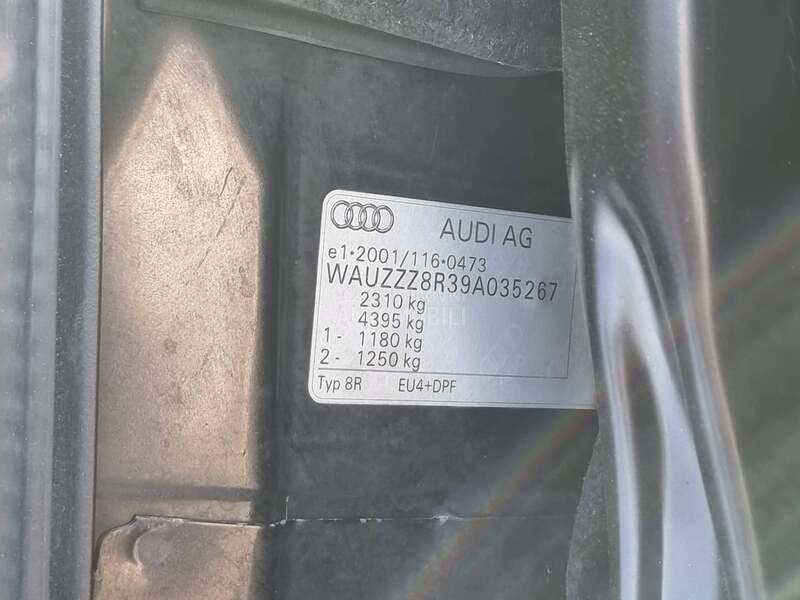 AUDI AG
e1*2001/116*0473
WAUZZZ8R39A035267
2310 kg
4395 kg
1 - 1180 kg
2 - 1250 kg
Typ 8R EU4+DPF